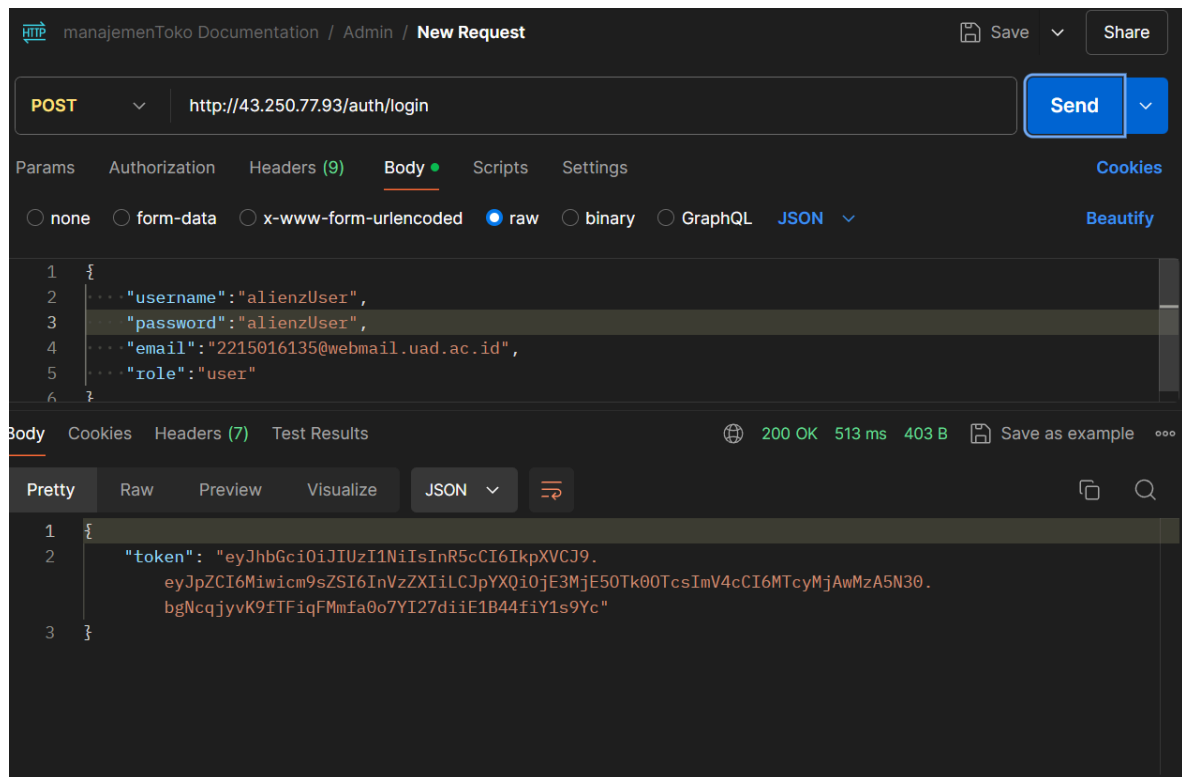 HTTP manajemenToko Documentation / Admin / New Request Save Share
POST http://43.250.77.93/auth/login Send
Params Authorization Headers (9) Body Scripts Settings Cookies
none form-data x-www-form-urlencoded raw binary GraphQL JSON Beautify
1 {
2 ····"username":"alienzUser",
3 ····"password":"alienzUser",
4 ····"email":"2215016135@webmail.uad.ac.id",
5 ····"role":"user"
6 }
Body Cookies Headers (7) Test Results 200 OK 513 ms 403 B Save as example
Pretty Raw Preview Visualize JSON
1 {
2 "token": "eyJhbGciOiJIUzI1NiIsInR5cCI6IkpXVCJ9.
eyJpZCI6Miwicm9sZSI6InVzZXIiLCJpYXQiOjE3MjE5OTk0OTcsImV4cCI6MTcyMjAwMzA5N30.
bgNcqjyvK9fTFiqFMmfa0o7YI27diiE1B44fiY1s9Yc"
3 }